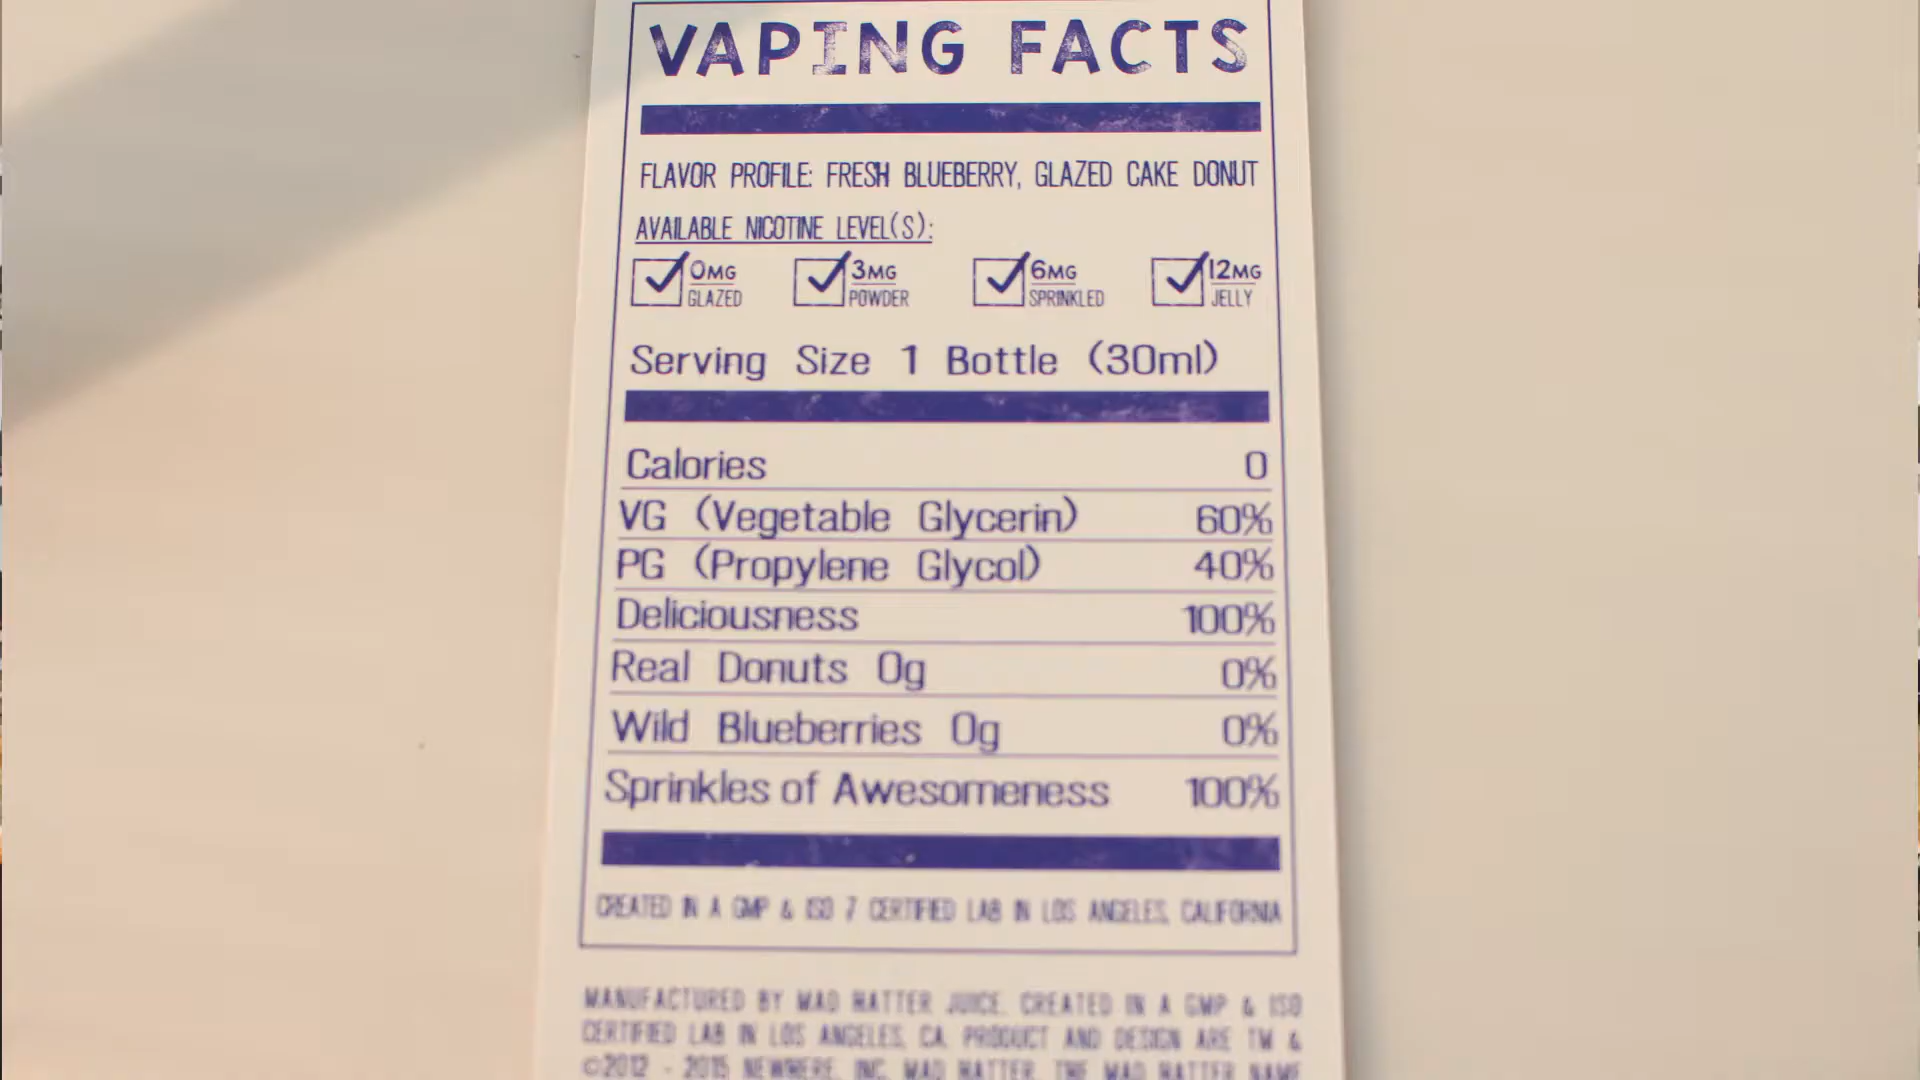 VAPING FACTS
FLAVOR PROFILE: FRESH BLUEBERRY, GLAZED CAKE DONUT
AVAILABLE NICOTINE LEVEL(S):
0MG GLAZED 3MG POWDER 6MG SPRINKLED 12MG JELLY
Serving Size 1 Bottle (30ml)
Calories 0
VG (Vegetable Glycerin) 60%
PG (Propylene Glycol) 40%
Deliciousness 100%
Real Donuts 0g 0%
Wild Blueberries 0g 0%
Sprinkles of Awesomeness 100%
CREATED IN A GMP & ISO 7 CERTIFIED LAB IN LOS ANGELES, CALIFORNIA
MANUFACTURED BY MAD HATTER JUICE. CREATED IN A GMP & ISO
CERTIFIED LAB IN LOS ANGELES, CA. PRODUCT AND DESIGN ARE TM &
©2012 - 2015 NEWHERE, INC. MAD HATTER, THE MAD HATTER NAME